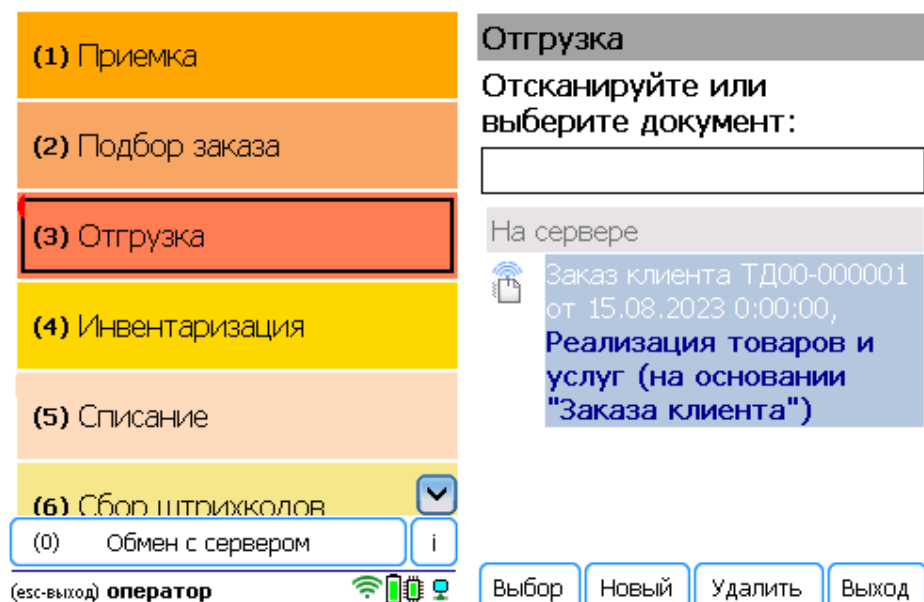 (1) Приемка
(2) Подбор заказа
(3) Отгрузка
(4) Инвентаризация
(5) Списание
(6) Сбор штрихкодов
(0) Обмен с сервером i
(esc-выход) оператор
Отгрузка
Отсканируйте или
выберите документ:
На сервере
Заказ клиента ТД00-000001
от 15.08.2023 0:00:00,
Реализация товаров и
услуг (на основании
"Заказа клиента")
Выбор Новый Удалить Выход